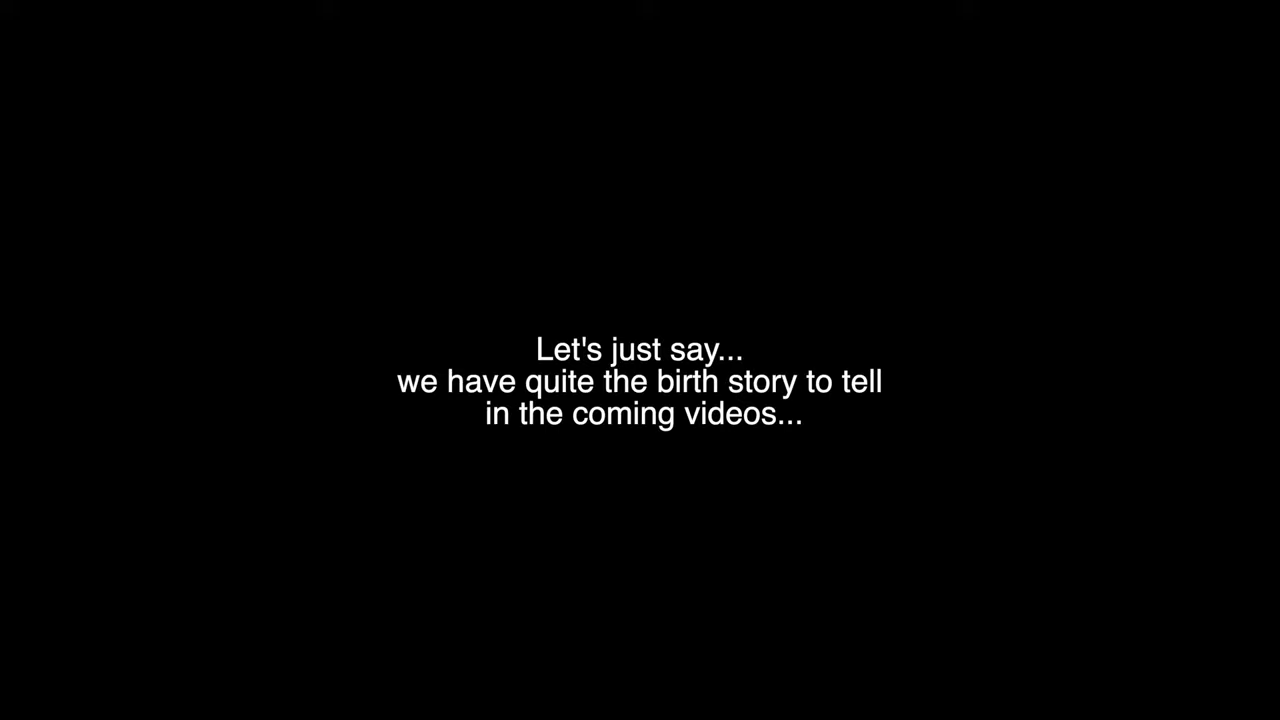 Let's just say...
we have quite the birth story to tell
in the coming videos...